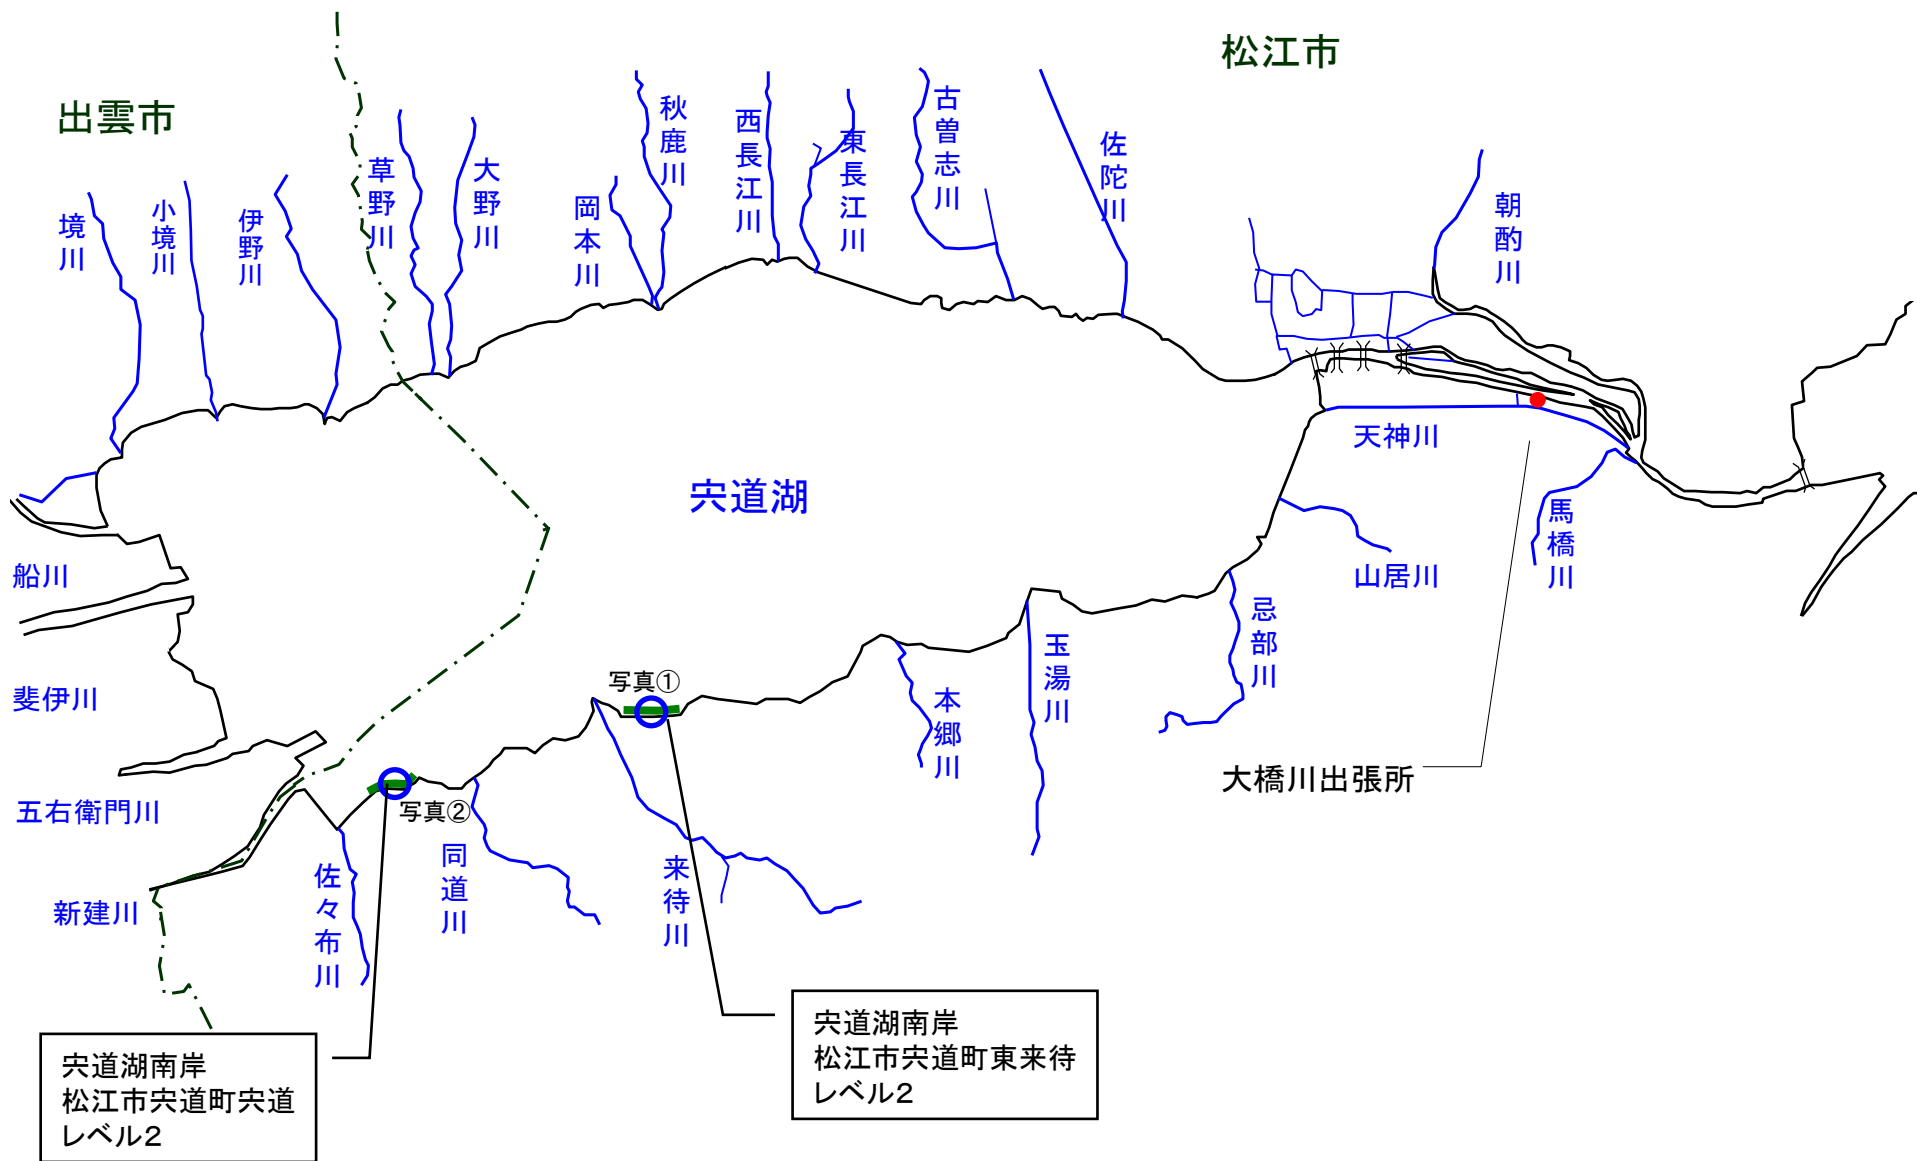 松江市
出雲市
境川
小境川
伊野川
草野川
大野川
岡本川
秋鹿川
西長江川
東長江川
古曽志川
佐陀川
朝酌川
宍道湖
天神川
馬橋川
山居川
忌部川
玉湯川
本郷川
船川
斐伊川
五右衛門川
新建川
写真①
写真②
佐々布川
同道川
来待川
大橋川出張所
宍道湖南岸
松江市宍道町東来待
レベル2
宍道湖南岸
松江市宍道町宍道
レベル2